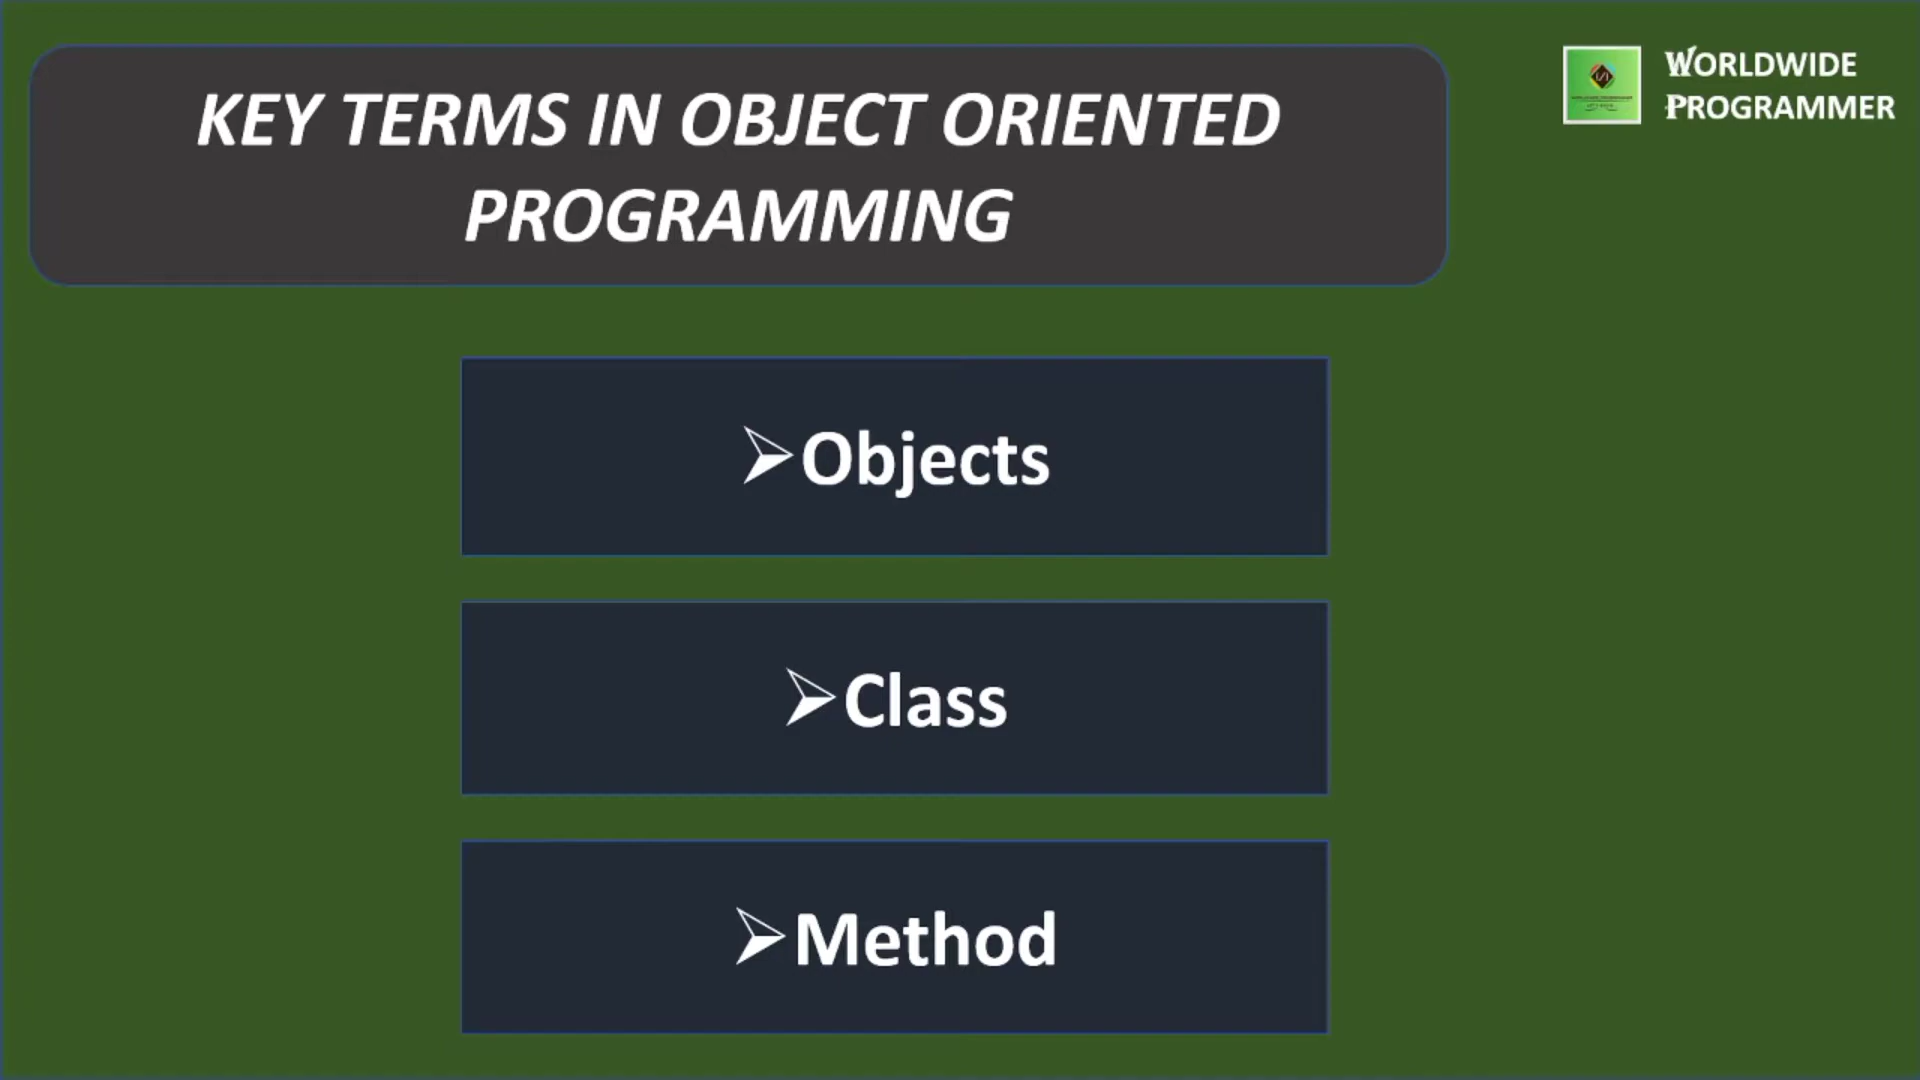 KEY TERMS IN OBJECT ORIENTED
PROGRAMMING
WORLDWIDE
PROGRAMMER
➢Objects
➢Class
➢Method